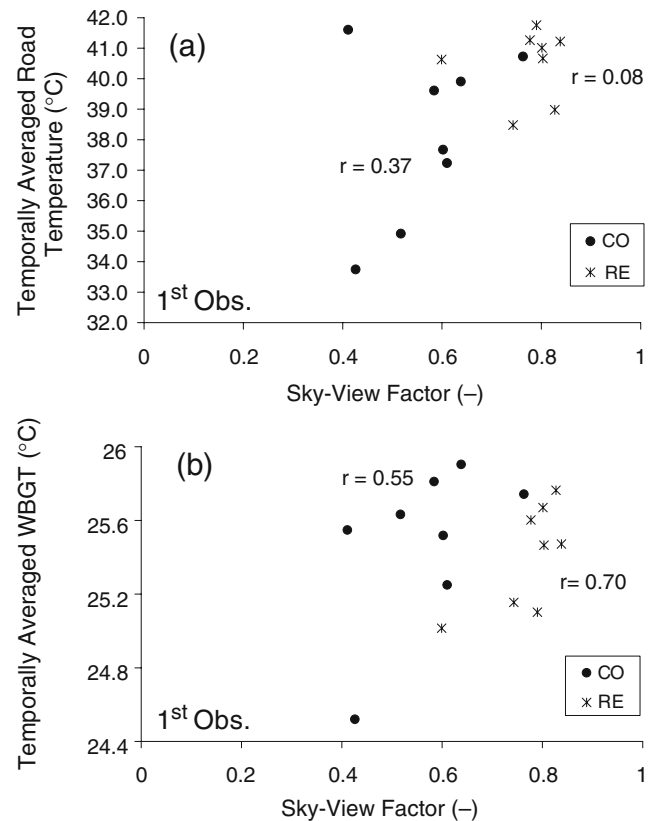 (a)
Temporally Averaged Road
Temperature (°C)
42.0
41.0
40.0
39.0
38.0
37.0
36.0
35.0
34.0
33.0
32.0
r = 0.08
r = 0.37
CO
RE
1st Obs.
0 0.2 0.4 0.6 0.8 1
Sky-View Factor (–)
(b)
Temporally Averaged WBGT (°C)
26
25.6
25.2
24.8
24.4
r = 0.55
r= 0.70
CO
RE
1st Obs.
0 0.2 0.4 0.6 0.8 1
Sky-View Factor (–)